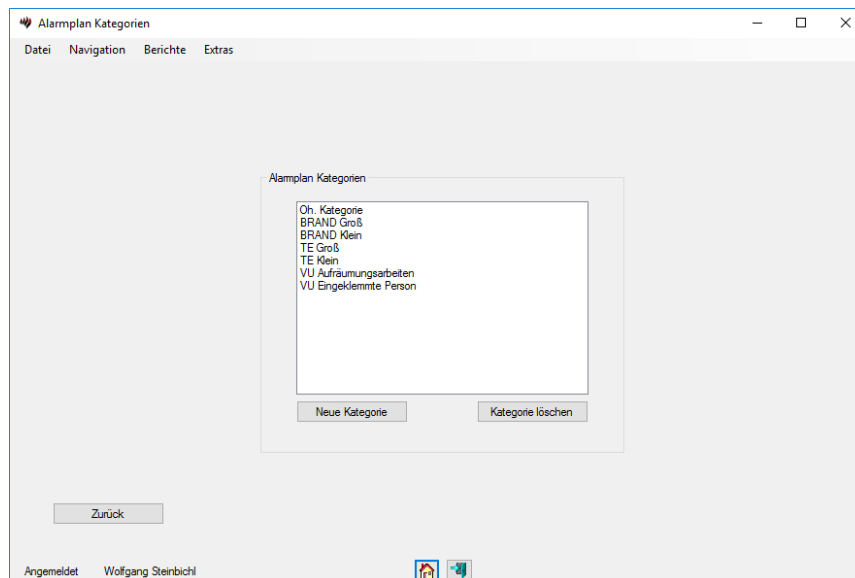 Alarmplan Kategorien
Datei Navigation Berichte Extras
Alarmplan Kategorien
Oh. Kategorie
BRAND Groß
BRAND Klein
TE Groß
TE Klein
VU Aufräumungsarbeiten
VU Eingeklemmte Person
Neue Kategorie Kategorie löschen
Zurück
Angemeldet Wolfgang Steinbichl